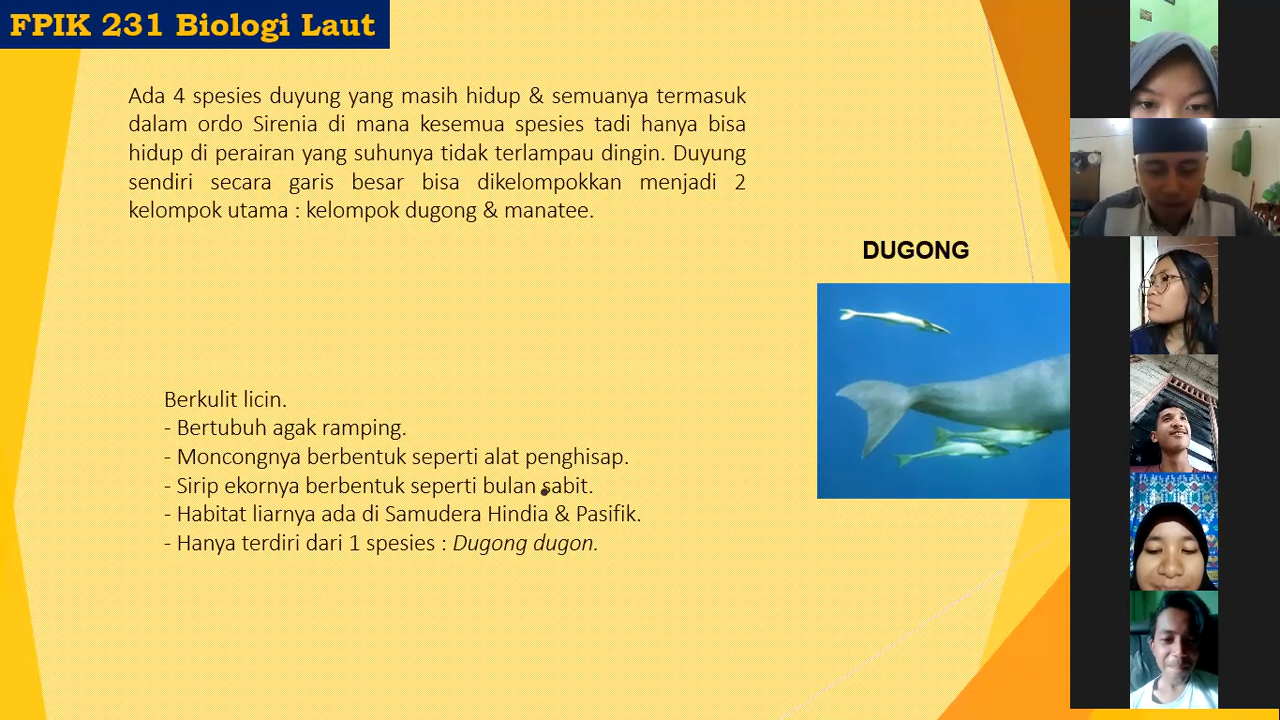 FPIK 231 Biologi Laut
Ada 4 spesies duyung yang masih hidup & semuanya termasuk
dalam ordo Sirenia di mana kesemua spesies tadi hanya bisa
hidup di perairan yang suhunya tidak terlampau dingin. Duyung
sendiri secara garis besar bisa dikelompokkan menjadi 2
kelompok utama : kelompok dugong & manatee.
DUGONG
Berkulit licin.
- Bertubuh agak ramping.
- Moncongnya berbentuk seperti alat penghisap.
- Sirip ekornya berbentuk seperti bulan sabit.
- Habitat liarnya ada di Samudera Hindia & Pasifik.
- Hanya terdiri dari 1 spesies : Dugong dugon.